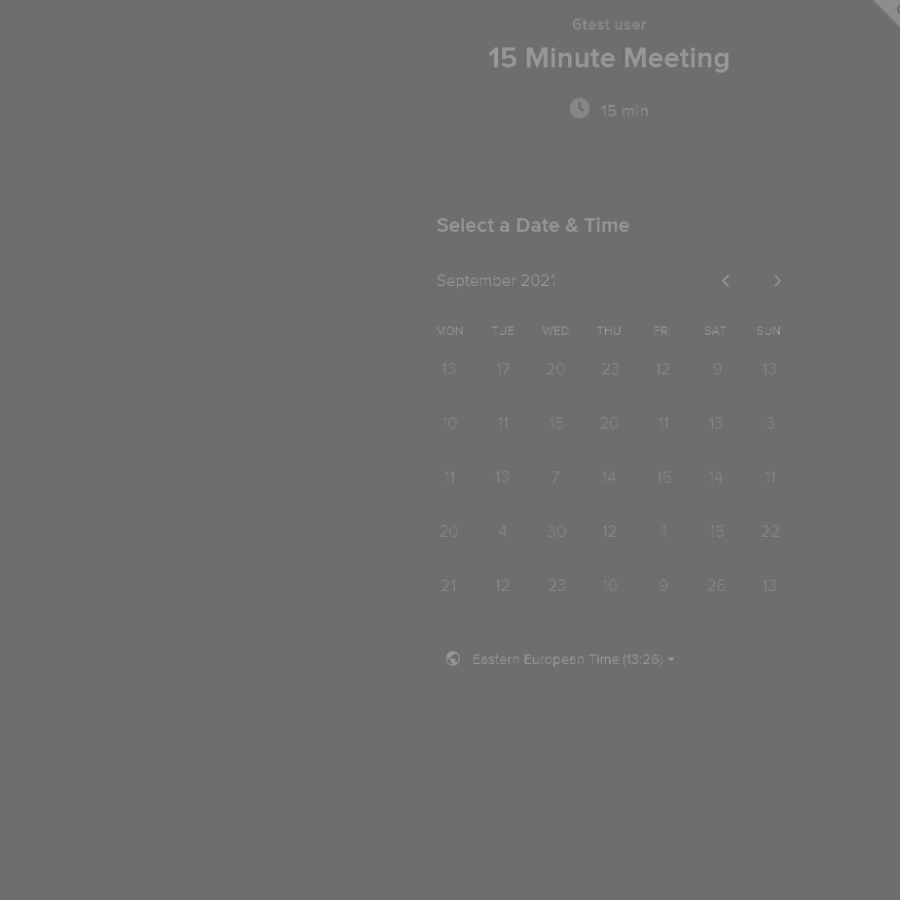 6test user
15 Minute Meeting
15 min
Select a Date & Time
September 2021
MON TUE WED THU FRI SAT SUN
13 17 20 23 12 9 13
10 11 15 20 11 13 3
11 13 7 14 16 14 11
20 4 30 12 1 15 22
21 12 23 10 9 26 13
Eastern European Time (13:26)